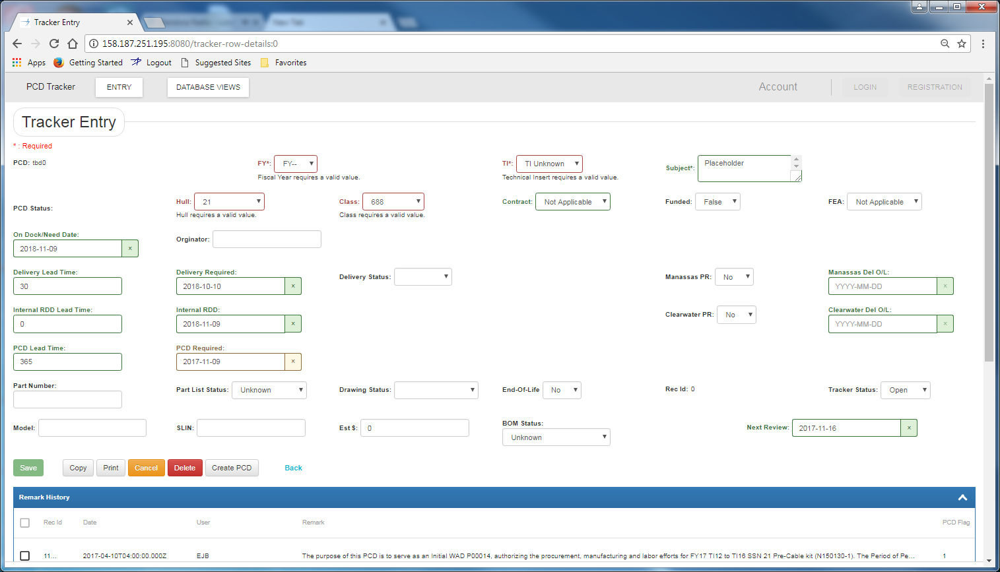 Tracker Entry
New Tab
158.187.251.195:8080/tracker-row-details:0
Apps Getting Started Logout Suggested Sites Favorites
PCD Tracker ENTRY DATABASE VIEWS Account LOGIN REGISTRATION
Tracker Entry
* : Required
PCD: tbd0 FY*: FY-- TI*: TI Unknown Subject*: Placeholder
Fiscal Year requires a valid value. Technical Insert requires a valid value.
PCD Status: Hull: 21 Class: 688 Contract: Not Applicable Funded: False FEA: Not Applicable
Hull requires a valid value. Class requires a valid value.
On Dock/Need Date: Orginator:
2018-11-09 ×
Delivery Lead Time: Delivery Required: Delivery Status: Manassas PR: No Manassas Del O/L:
30 2018-10-10 × YYYY-MM-DD ×
Internal RDD Lead Time: Internal RDD: Clearwater PR: No Clearwater Del O/L:
0 2018-11-09 × YYYY-MM-DD ×
PCD Lead Time: PCD Required:
365 2017-11-09 ×
Part Number: Part List Status: Unknown Drawing Status: End-Of-Life No Rec Id: 0 Tracker Status: Open
Model: SLIN: Est $: 0 BOM Status: Unknown Next Review: 2017-11-16 ×
Save Copy Print Cancel Delete Create PCD Back
Remark History
Rec Id Date User Remark PCD Flag
11... 2017-04-10T04:00:00.000Z EJB The purpose of this PCD is to serve as an Initial WAD P00014, authorizing the procurement, manufacturing and labor efforts for FY17 TI12 to TI16 SSN 21 Pre-Cable kit (N150130-1). The Period of Pe... 1